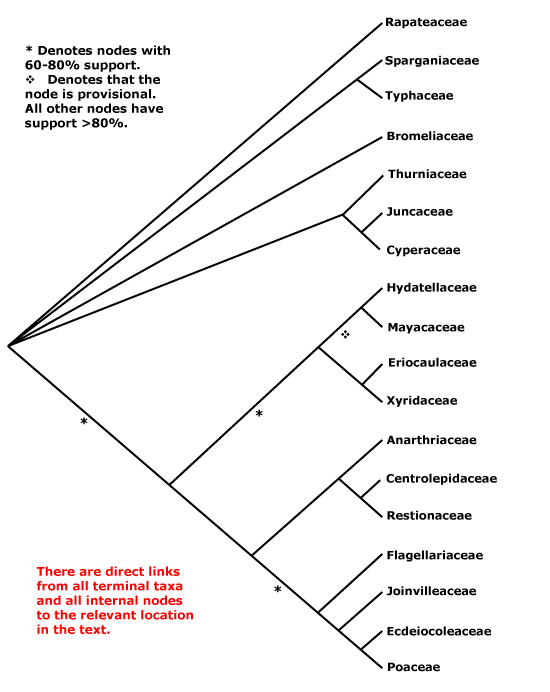 Rapateaceae
* Denotes nodes with
60-80% support.
❖ Denotes that the
node is provisional.
All other nodes have
support >80%.
Sparganiaceae
Typhaceae
Bromeliaceae
Thurniaceae
Juncaceae
Cyperaceae
Hydatellaceae
Mayacaceae
❖
Eriocaulaceae
Xyridaceae
*
*
Anarthriaceae
Centrolepidaceae
Restionaceae
Flagellariaceae
There are direct links
from all terminal taxa
and all internal nodes
to the relevant location
in the text.
*
Joinvilleaceae
Ecdeiocoleaceae
Poaceae